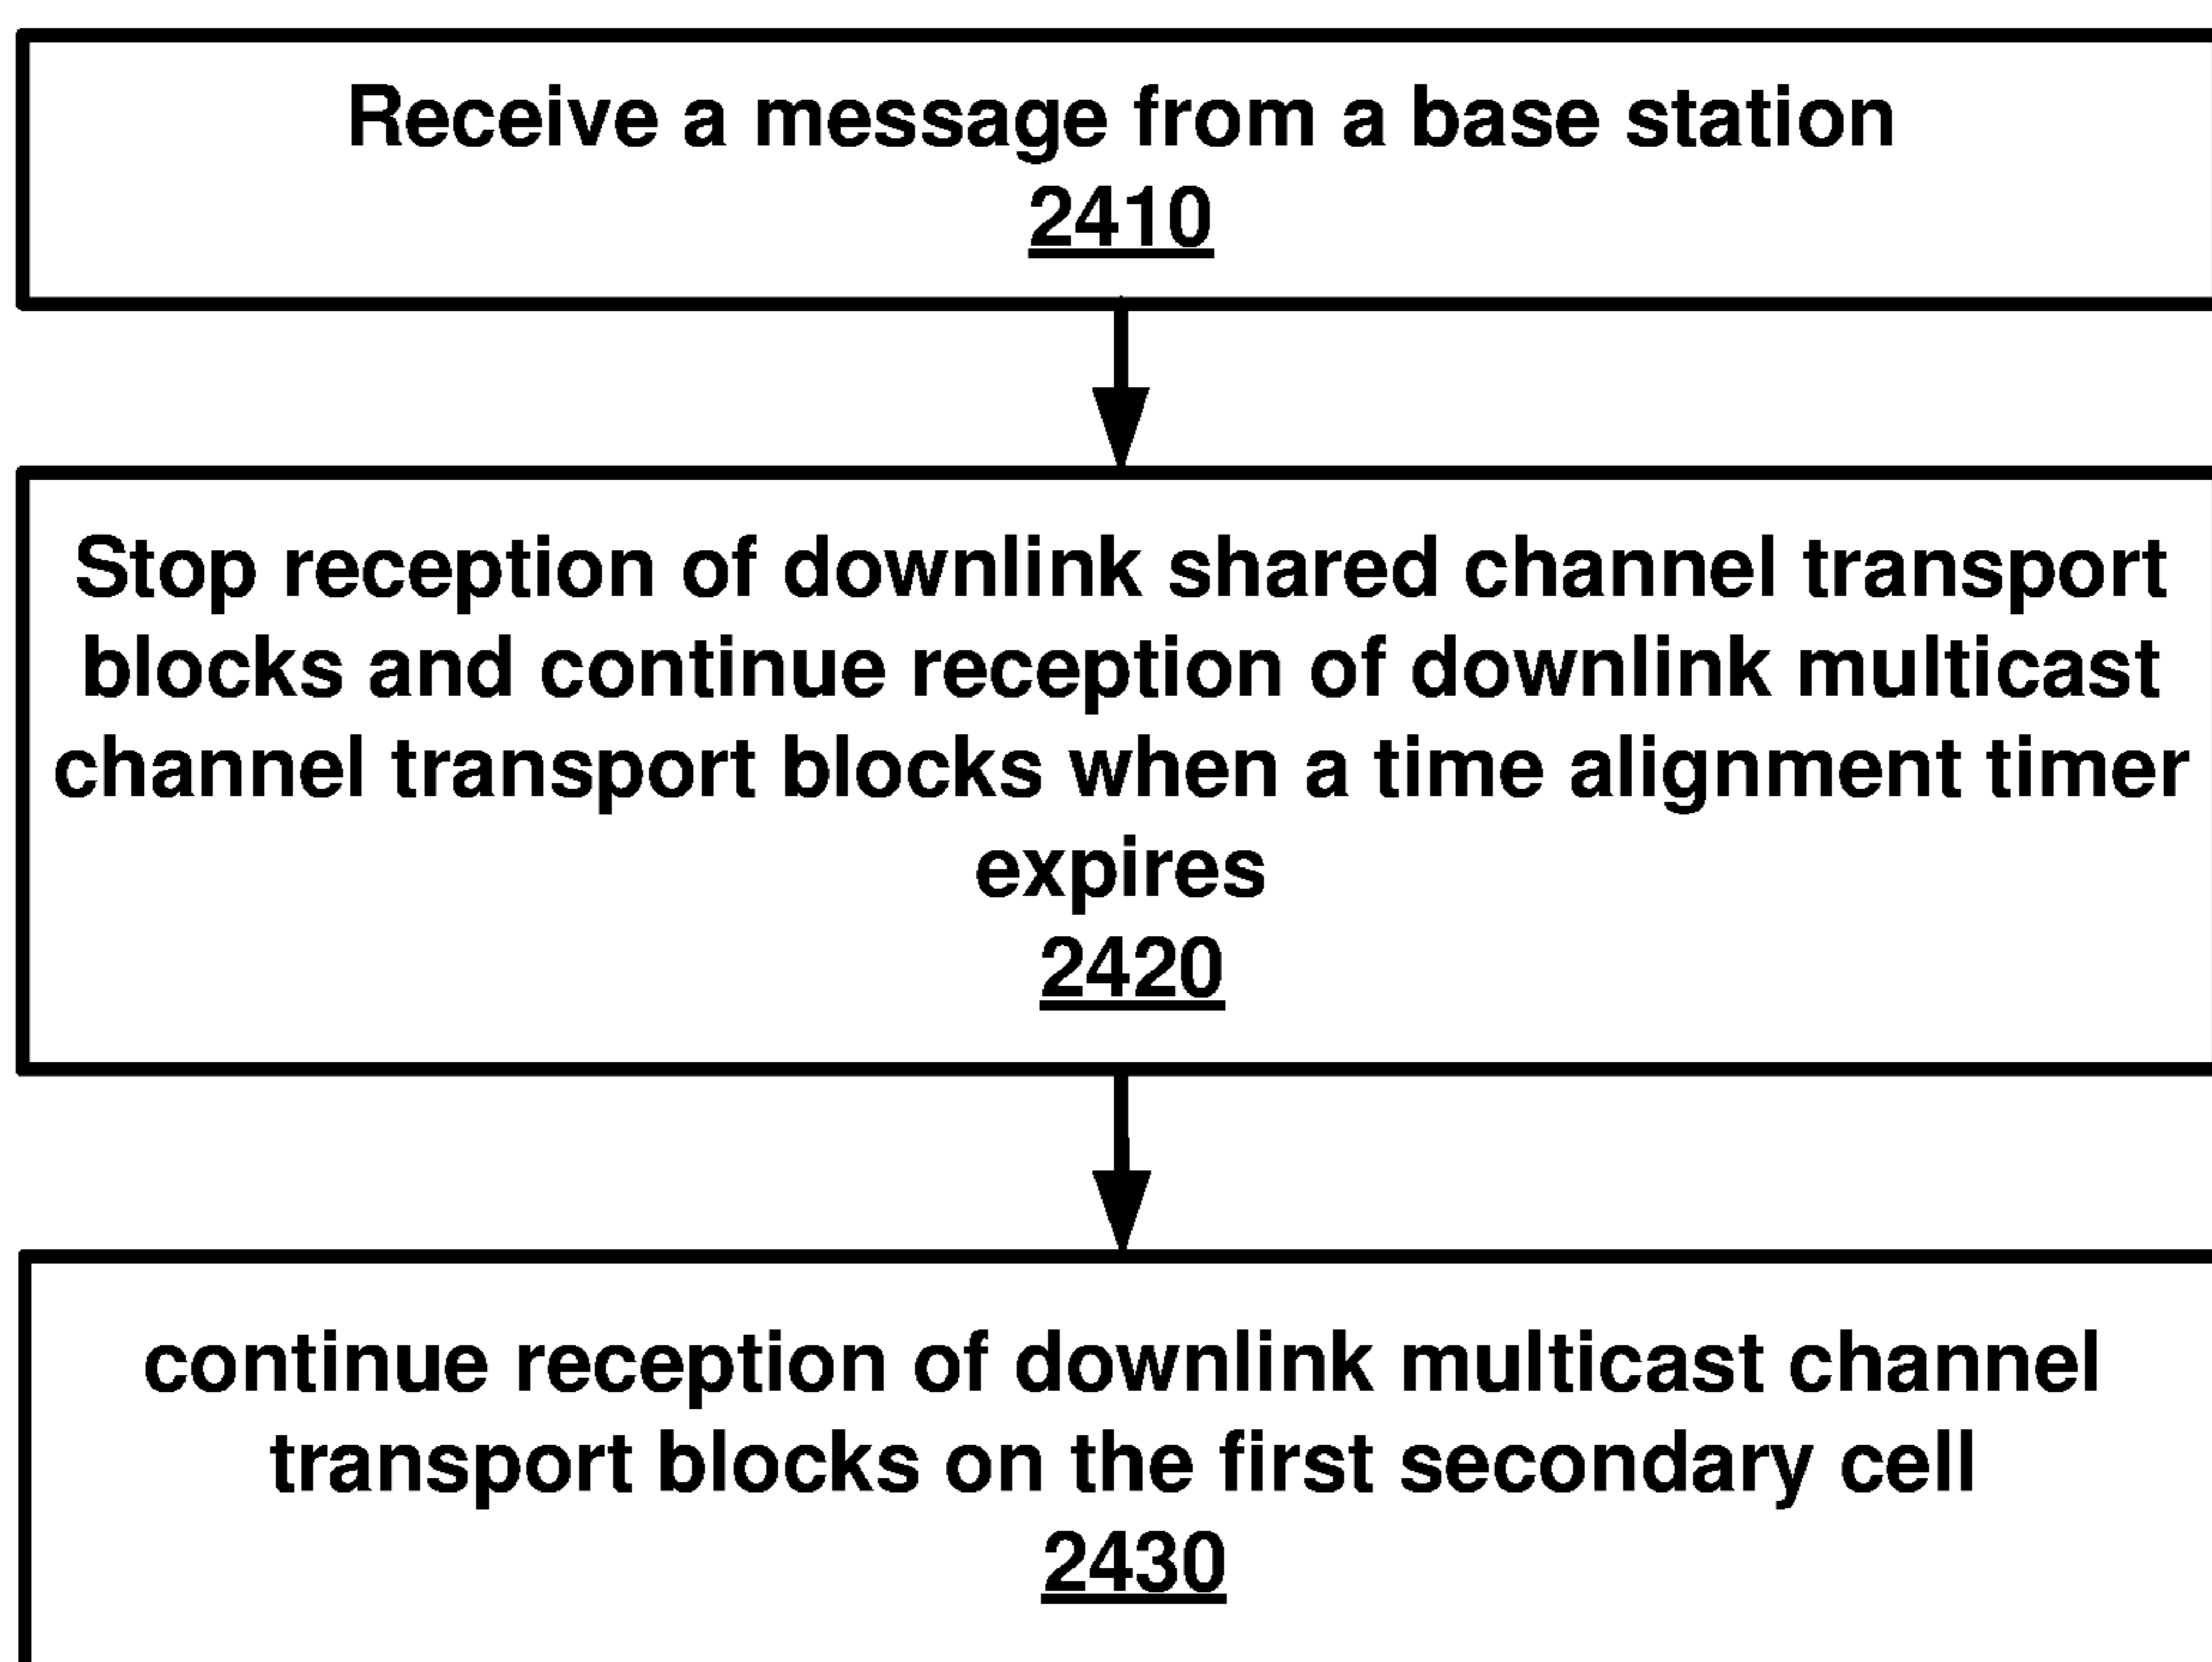 Receive a message from a base station
2410
Stop reception of downlink shared channel transport
blocks and continue reception of downlink multicast
channel transport blocks when a time alignment timer
expires
2420
continue reception of downlink multicast channel
transport blocks on the first secondary cell
2430